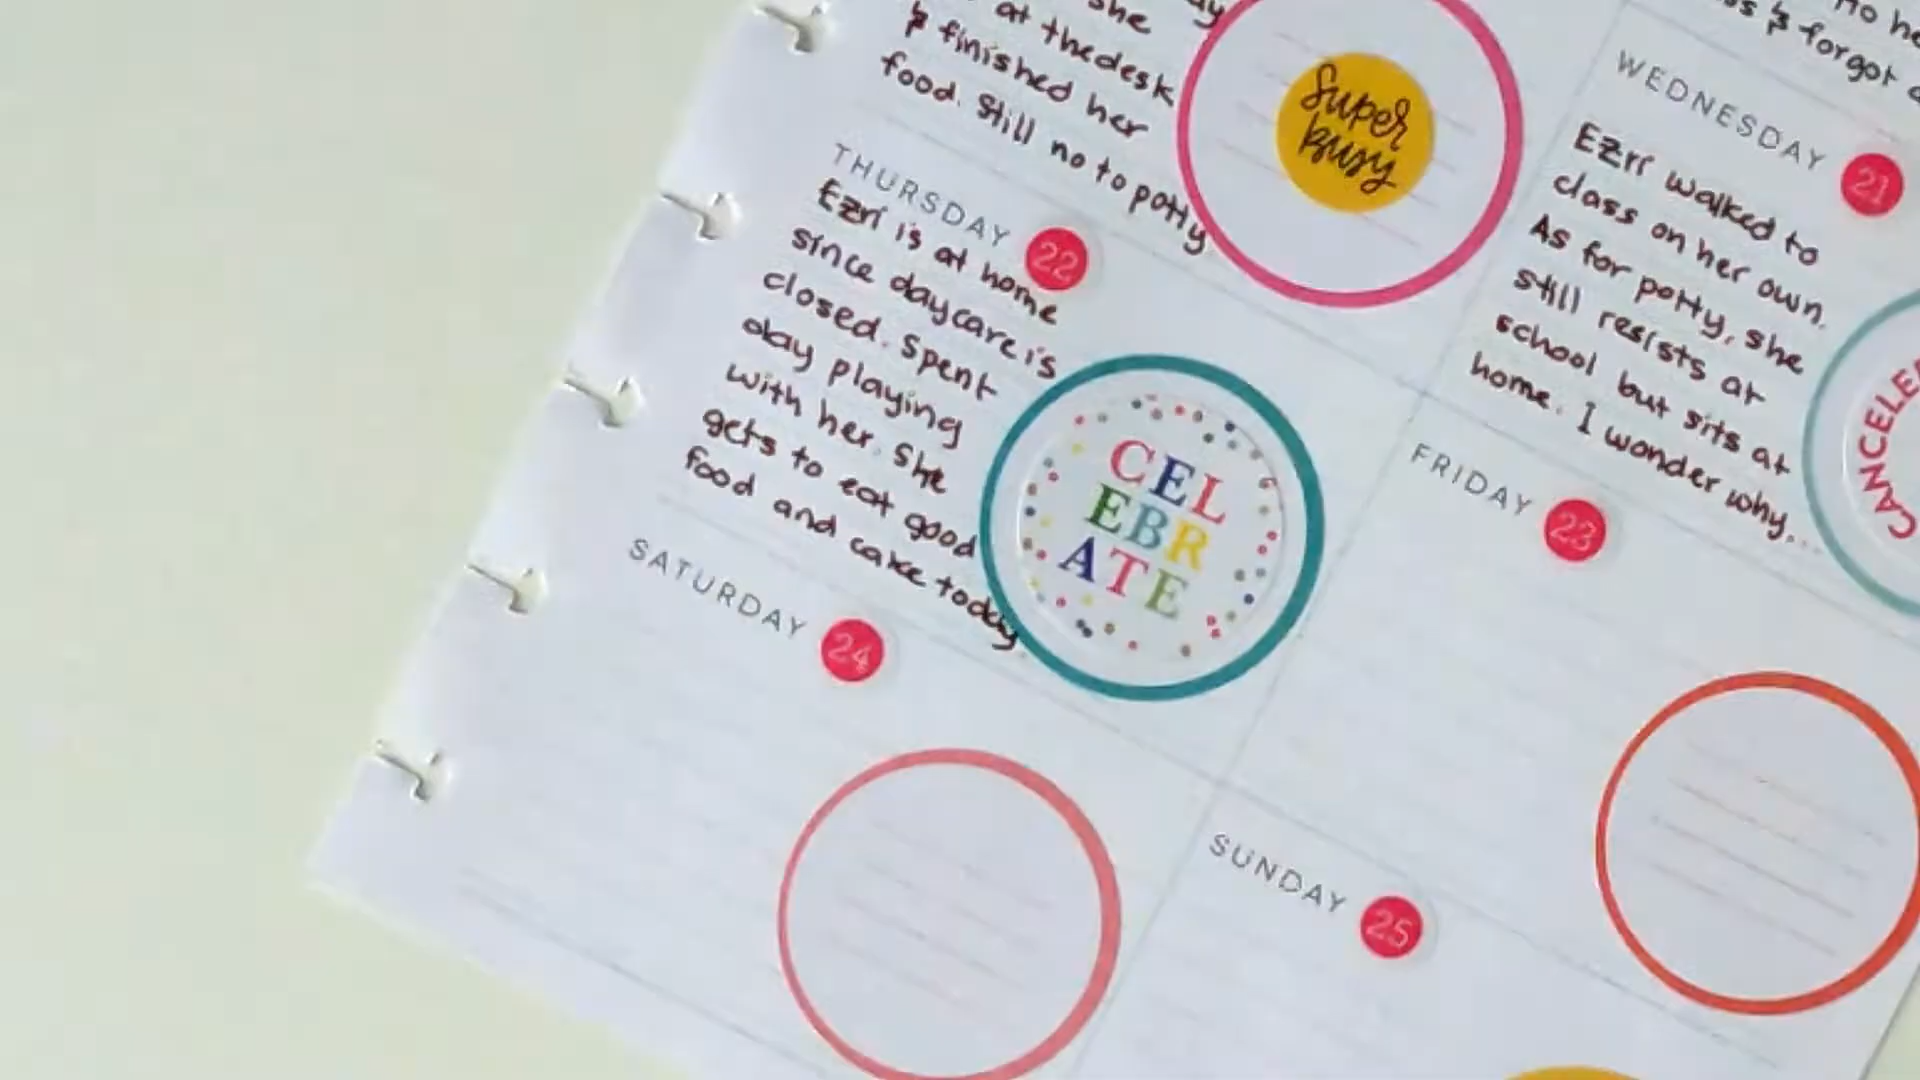 she
at the desk
& finished her
food. Still no to potty
Super
busy
& forgot
WEDNESDAY 21
Ezri walked to
class on her own.
As for potty, she
still resists at
school but sits at
home. I wonder why...
THURSDAY 22
Ezri is at home
since daycare is
closed. Spent
day playing
with her. She
gets to eat good
food and cake today.
CEL
EBR
ATE
FRIDAY 23
SATURDAY 24
SUNDAY 25